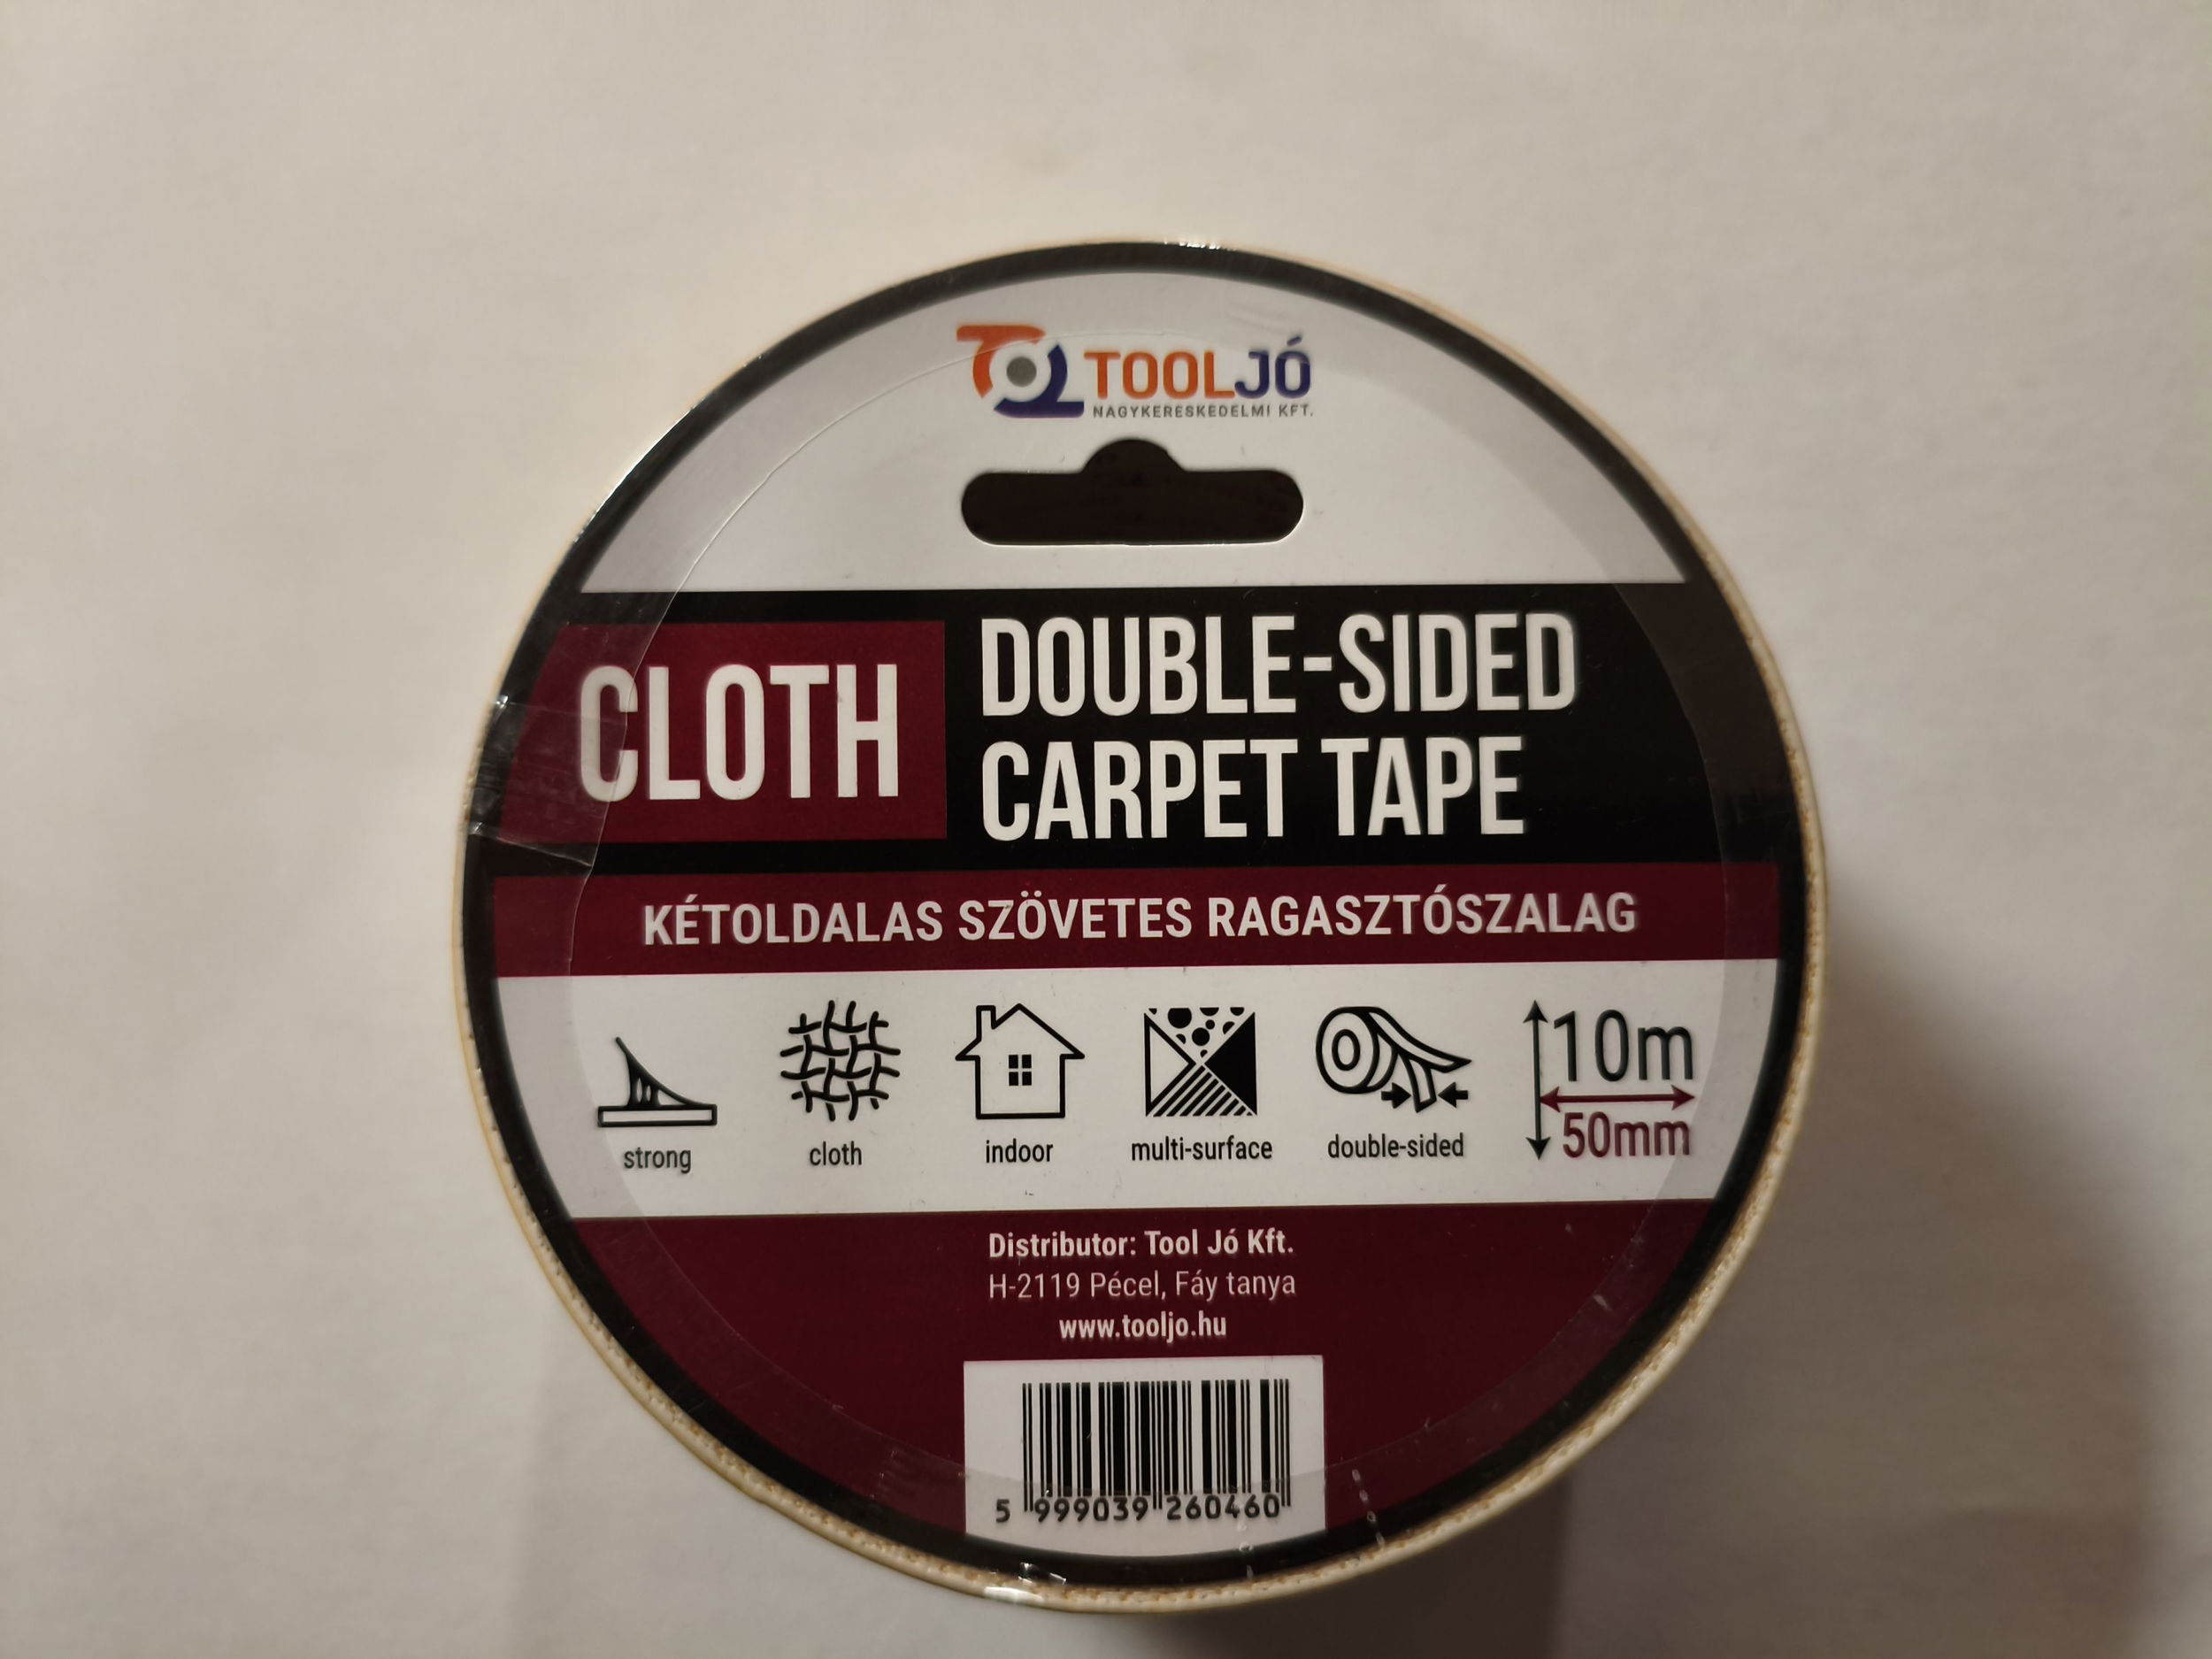 TOOLJÓ
NAGYKERESKEDELMI KFT.
CLOTH
DOUBLE-SIDED
CARPET TAPE
KÉTOLDALAS SZÖVETES RAGASZTÓSZALAG
strong
cloth
indoor
multi-surface
double-sided
10m
50mm
Distributor: Tool Jó Kft.
H-2119 Pécel, Fáy tanya
www.tooljo.hu
5 999039 260460